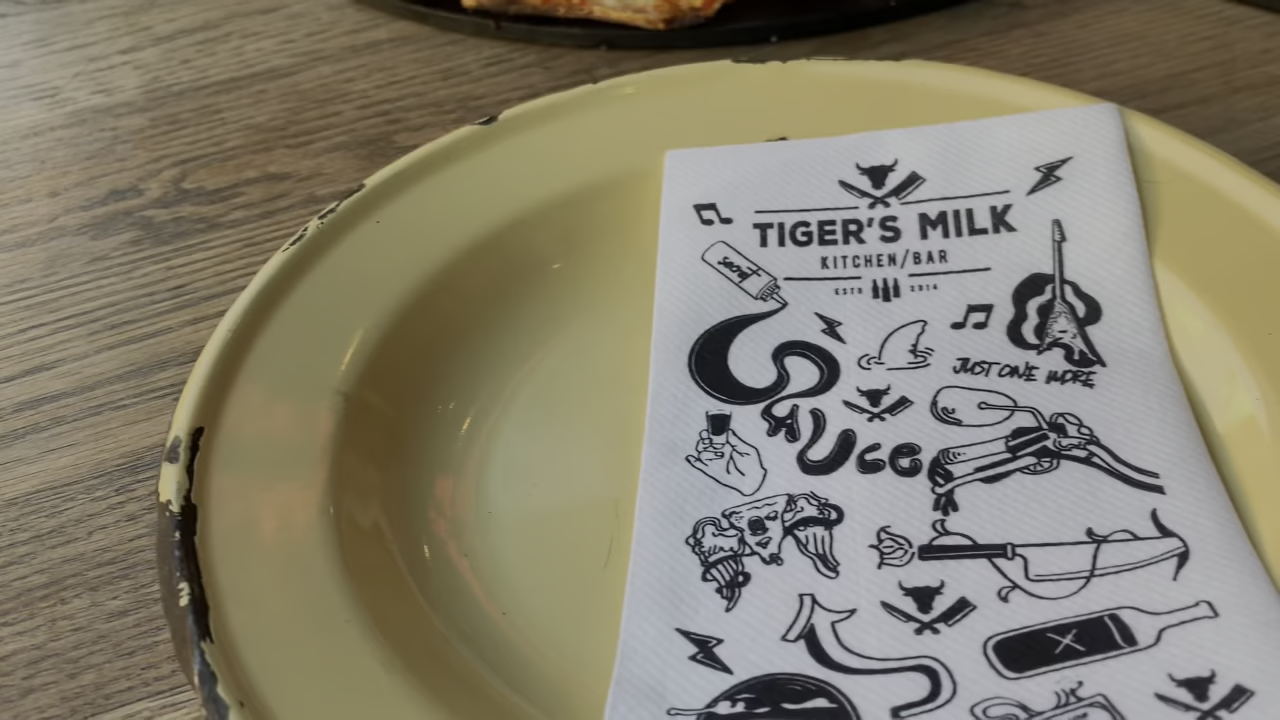 TIGER'S MILK
KITCHEN/BAR
ESTD 2014
secret
JUST ONE MORE
SAUce